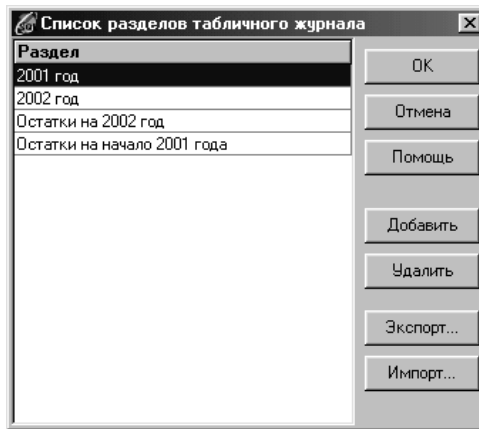 Список разделов табличного журнала
Раздел
2001 год
2002 год
Остатки на 2002 год
Остатки на начало 2001 года
OK
Отмена
Помощь
Добавить
Удалить
Экспорт...
Импорт...